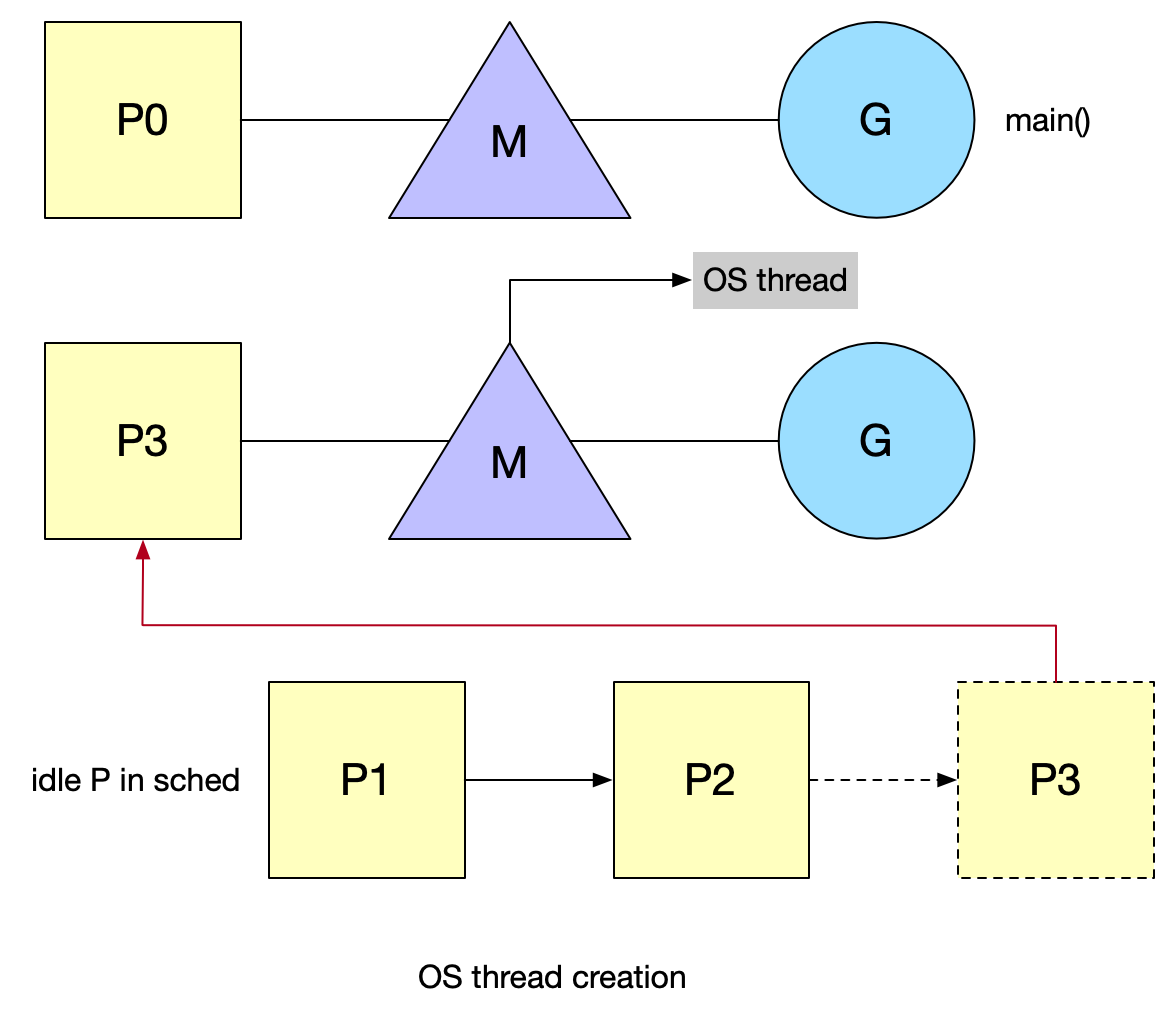 P0
M
G
main()
OS thread
P3
M
G
idle P in sched
P1
P2
P3
OS thread creation